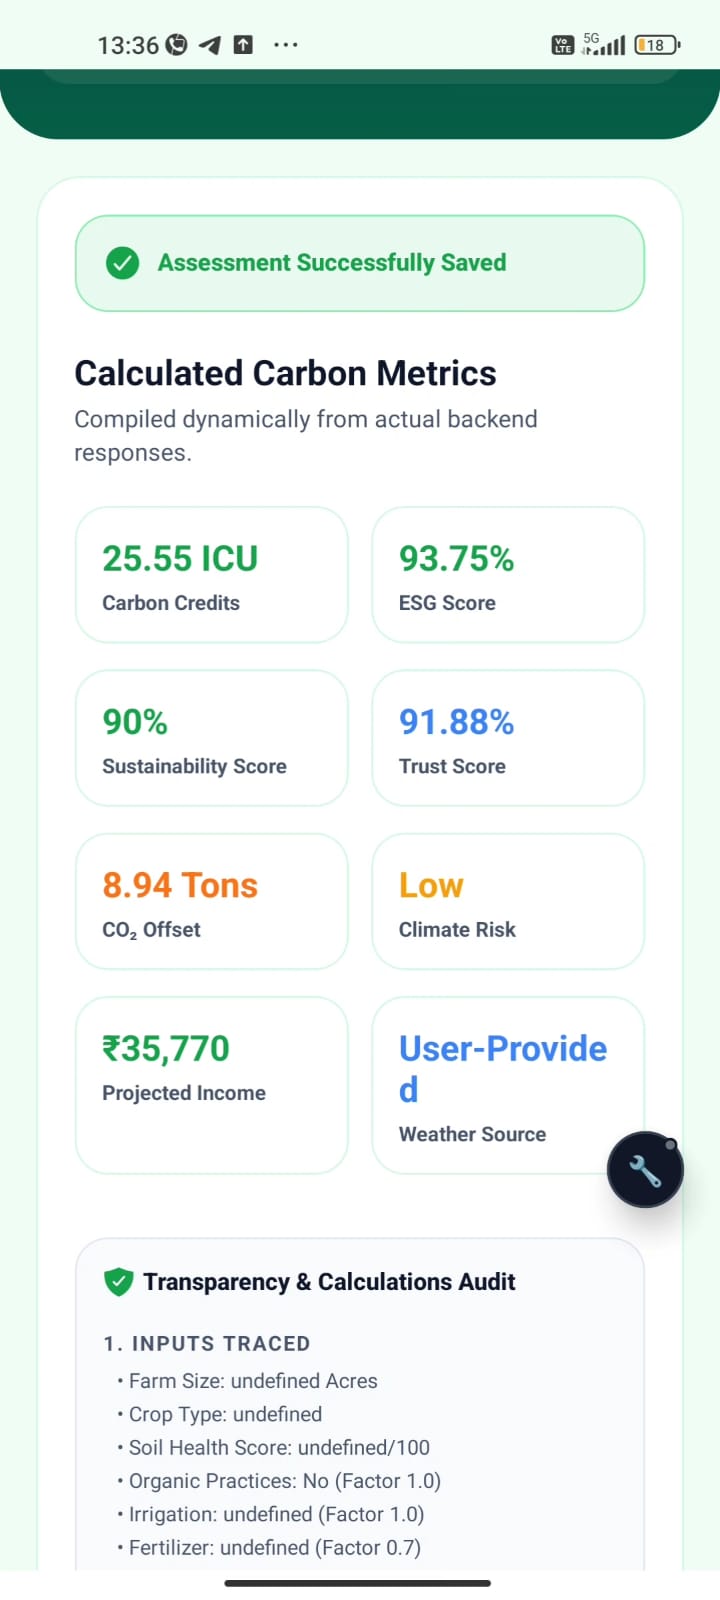 13:36
Vo LTE 5G 18
Assessment Successfully Saved
Calculated Carbon Metrics
Compiled dynamically from actual backend
responses.
25.55 ICU
Carbon Credits
93.75%
ESG Score
90%
Sustainability Score
91.88%
Trust Score
8.94 Tons
CO₂ Offset
Low
Climate Risk
₹35,770
Projected Income
User-Provide
d
Weather Source
Transparency & Calculations Audit
1. INPUTS TRACED
• Farm Size: undefined Acres
• Crop Type: undefined
• Soil Health Score: undefined/100
• Organic Practices: No (Factor 1.0)
• Irrigation: undefined (Factor 1.0)
• Fertilizer: undefined (Factor 0.7)